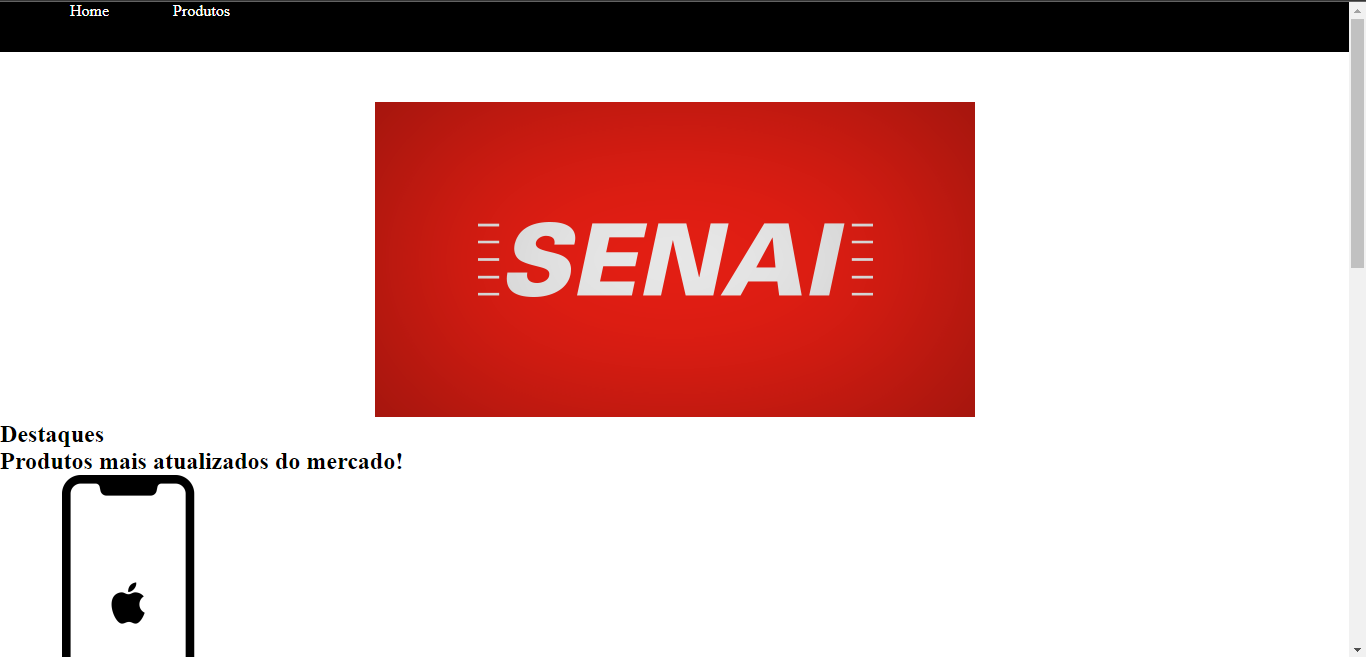 Home
Produtos
SENAI
Destaques
Produtos mais atualizados do mercado!